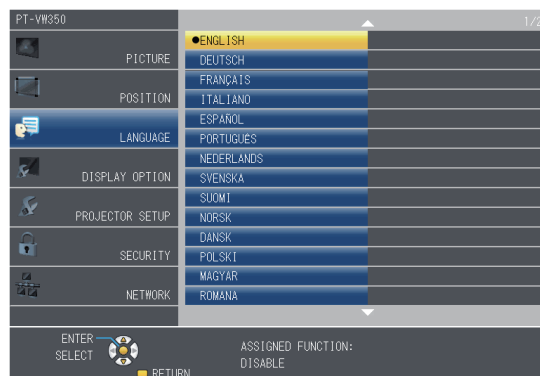 PT-VW350
1/2
PICTURE
POSITION
LANGUAGE
DISPLAY OPTION
PROJECTOR SETUP
SECURITY
NETWORK
ENGLISH
DEUTSCH
FRANÇAIS
ITALIANO
ESPAÑOL
PORTUGUÊS
NEDERLANDS
SVENSKA
SUOMI
NORSK
DANSK
POLSKI
MAGYAR
ROMANA
ENTER
SELECT
RETURN
ASSIGNED FUNCTION:
DISABLE